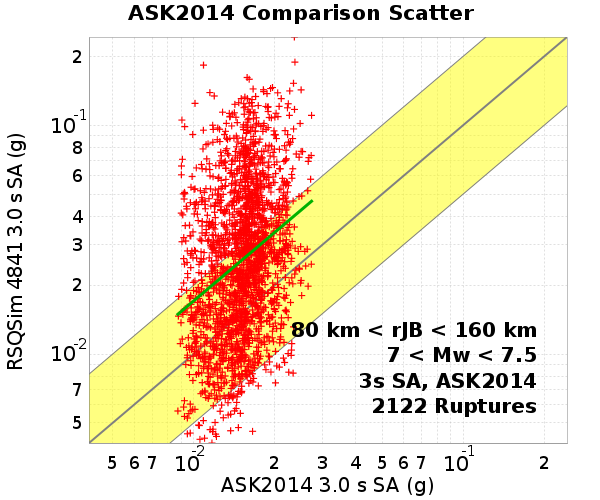 ASK2014 Comparison Scatter
RSQSim 4841 3.0 s SA (g)
2
10-1
8
6
4
3
2
10-2
7
5
80 km < rJB < 160 km
7 < Mw < 7.5
3s SA, ASK2014
2122 Ruptures
5 6 7 10-2 2 3 4 5 6 7 10-1 2
ASK2014 3.0 s SA (g)